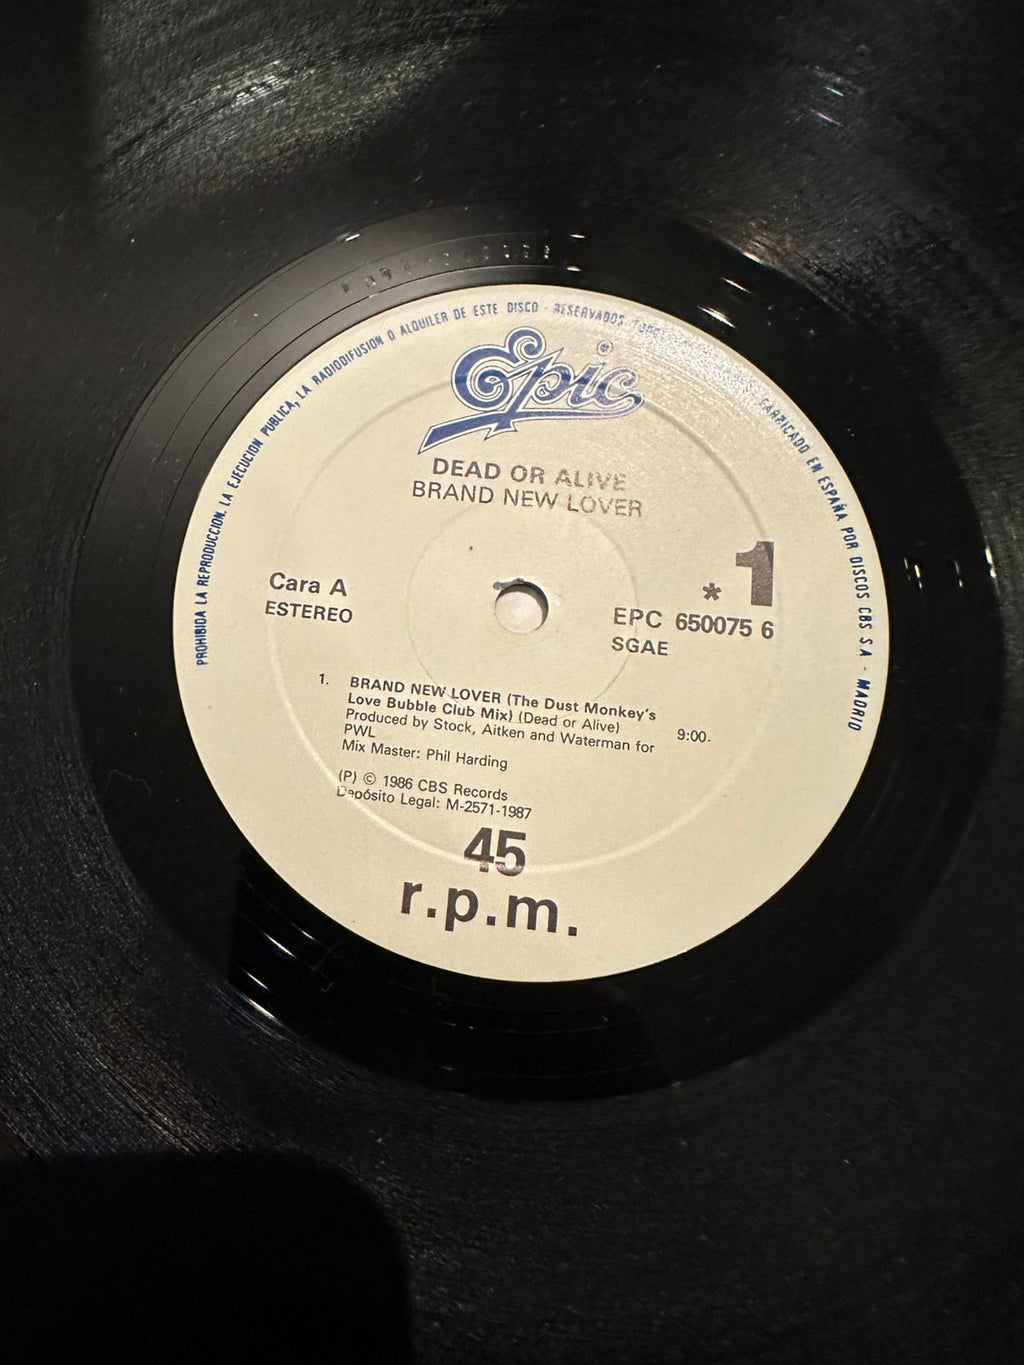 PROHIBIDA LA REPRODUCCION, LA EJECUCION PUBLICA, LA RADIODIFUSION O ALQUILER DE ESTE DISCO - RESERVADOS
FABRICADO EN ESPAÑA POR DISCOS CBS S.A - MADRID
Epic
DEAD OR ALIVE
BRAND NEW LOVER
Cara A
ESTEREO
* 1
EPC 650075 6
SGAE
1. BRAND NEW LOVER (The Dust Monkey's
Love Bubble Club Mix) (Dead or Alive)
Produced by Stock, Aitken and Waterman for 9:00.
PWL
Mix Master: Phil Harding
(P) © 1986 CBS Records
Depósito Legal: M-2571-1987
45
r.p.m.